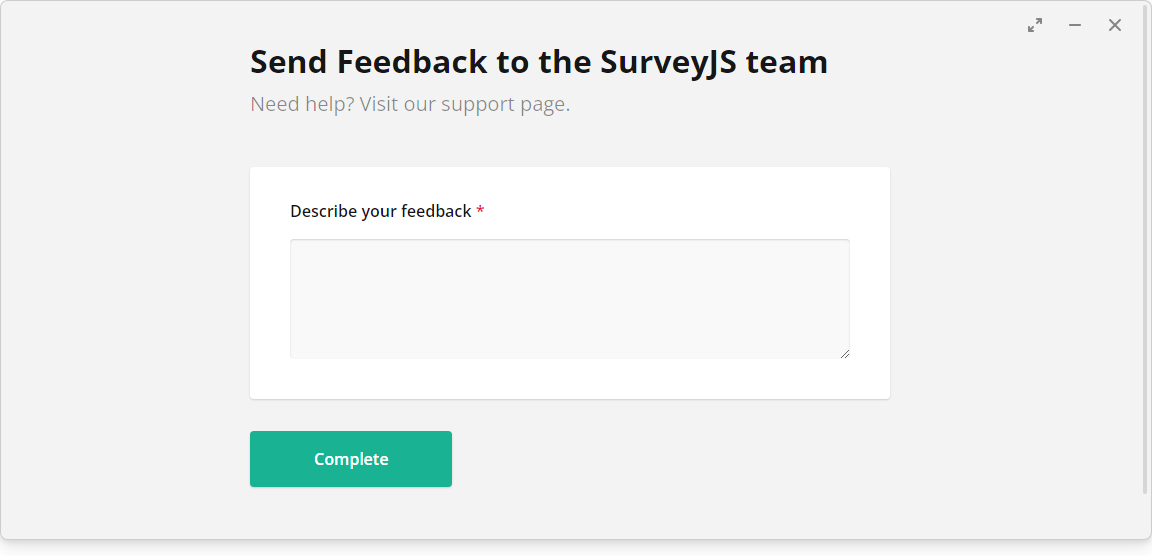 Send Feedback to the SurveyJS team
Need help? Visit our support page.
Describe your feedback *
Complete